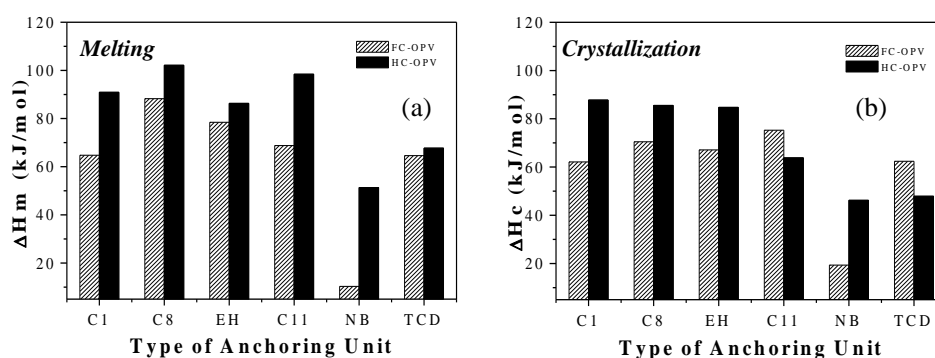 120
100
80
60
40
20
ΔHm (kJ/mol)
Melting
FC-OPV
HC-OPV
(a)
C1 C8 EH C11 NB TCD
Type of Anchoring Unit
120
100
80
60
40
20
ΔHc (kJ/mol)
Crystallization
FC-OPV
HC-OPV
(b)
C1 C8 EH C11 NB TCD
Type of Anchoring Unit